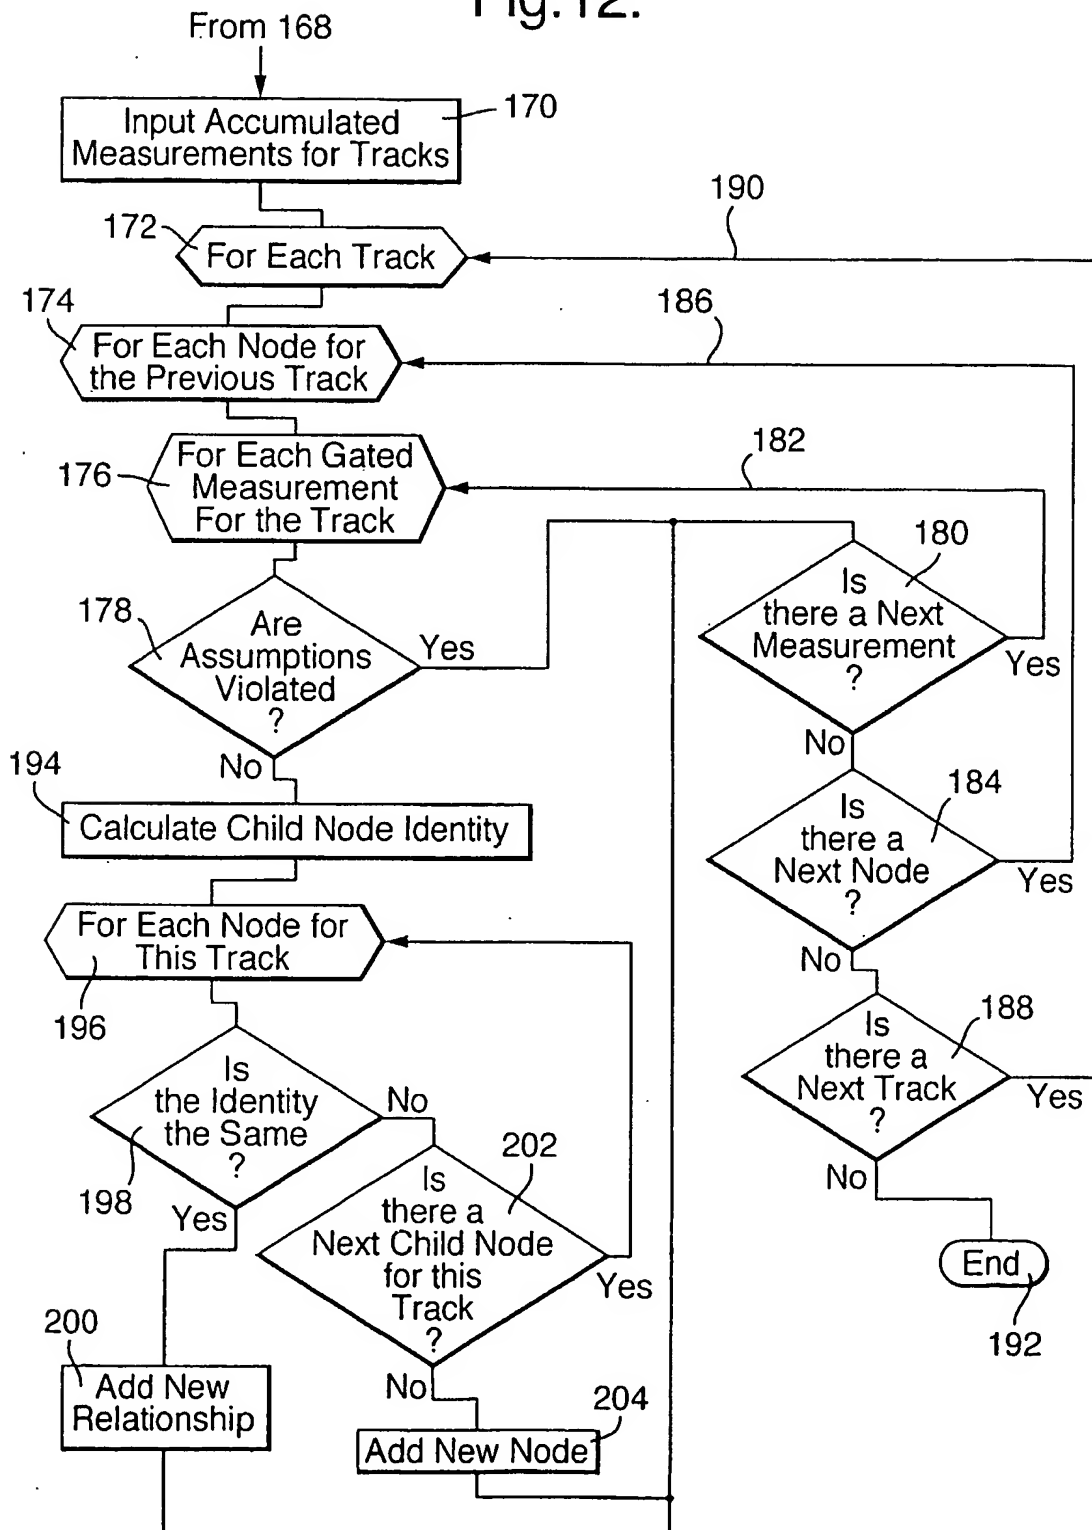 Fig.12.
From 168
Input Accumulated
Measurements for Tracks
170
190
172
For Each Track
174
186
For Each Node for
the Previous Track
182
176
For Each Gated
Measurement
For the Track
180
178
Are
Assumptions
Violated
?
Yes
Is
there a Next
Measurement
?
Yes
No
No
194
Calculate Child Node Identity
184
Is
there a
Next Node
?
Yes
No
For Each Node for
This Track
196
188
Is
there a
Next Track
?
Yes
No
Is
the Identity
the Same
?
No
198
Yes
202
Is
there a
Next Child Node
for this
Track
?
Yes
No
End
192
200
Add New
Relationship
204
Add New Node